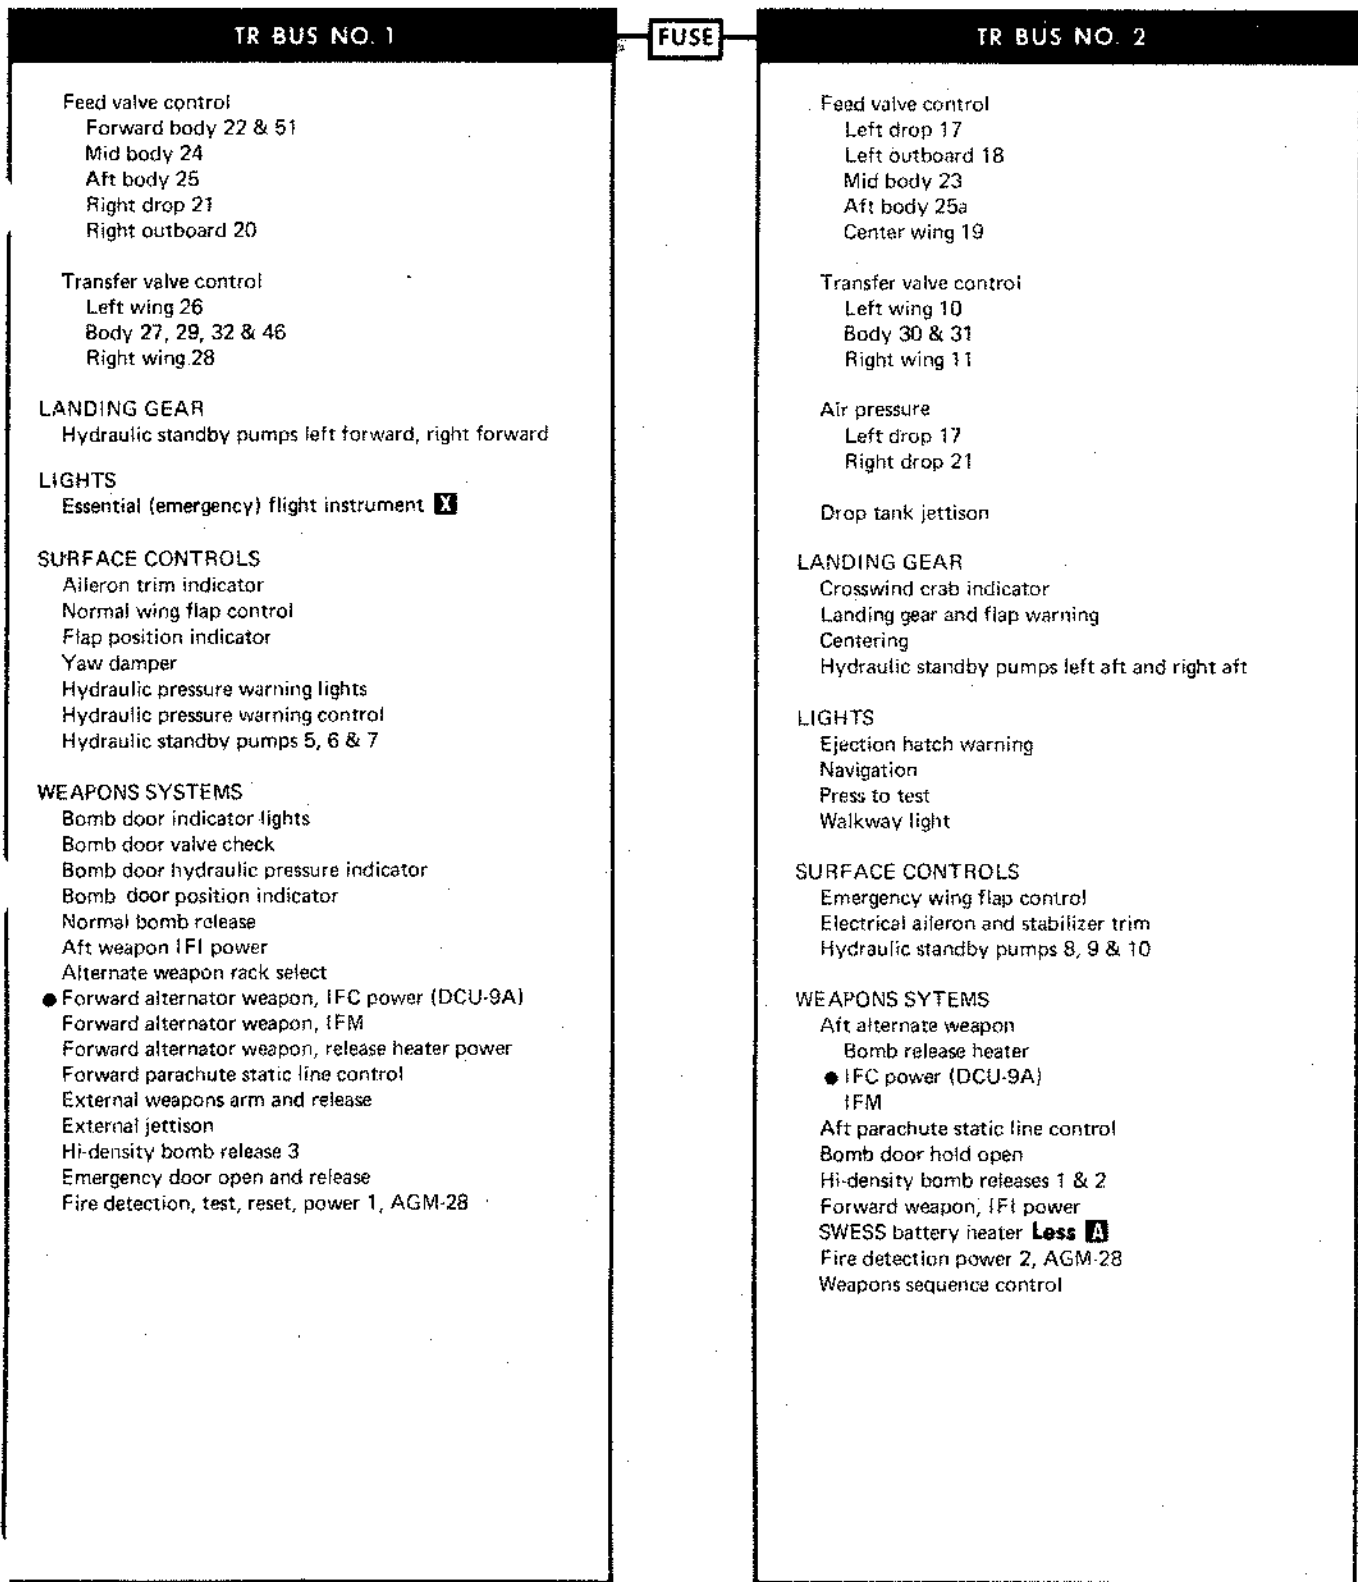 TR BUS NO. 1
Feed valve control
Forward body 22 & 51
Mid body 24
Aft body 25
Right drop 21
Right outboard 20
Transfer valve control
Left wing 26
Body 27, 29, 32 & 46
Right wing 28
LANDING GEAR
Hydraulic standby pumps left forward, right forward
LIGHTS
Essential (emergency) flight instrument X
SURFACE CONTROLS
Aileron trim indicator
Normal wing flap control
Flap position indicator
Yaw damper
Hydraulic pressure warning lights
Hydraulic pressure warning control
Hydraulic standby pumps 5, 6 & 7
WEAPONS SYSTEMS
Bomb door indicator lights
Bomb door valve check
Bomb door hydraulic pressure indicator
Bomb door position indicator
Normal bomb release
Aft weapon IFI power
Alternate weapon rack select
● Forward alternator weapon, IFC power (DCU-9A)
Forward alternator weapon, IFM
Forward alternator weapon, release heater power
Forward parachute static line control
External weapons arm and release
External jettison
Hi-density bomb release 3
Emergency door open and release
Fire detection, test, reset, power 1, AGM-28
FUSE
TR BUS NO. 2
Feed valve control
Left drop 17
Left outboard 18
Mid body 23
Aft body 25a
Center wing 19
Transfer valve control
Left wing 10
Body 30 & 31
Right wing 11
Air pressure
Left drop 17
Right drop 21
Drop tank jettison
LANDING GEAR
Crosswind crab indicator
Landing gear and flap warning
Centering
Hydraulic standby pumps left aft and right aft
LIGHTS
Ejection hatch warning
Navigation
Press to test
Walkway light
SURFACE CONTROLS
Emergency wing flap control
Electrical aileron and stabilizer trim
Hydraulic standby pumps 8, 9 & 10
WEAPONS SYTEMS
Aft alternate weapon
Bomb release heater
● IFC power (DCU-9A)
IFM
Aft parachute static line control
Bomb door hold open
Hi-density bomb releases 1 & 2
Forward weapon, IFI power
SWESS battery heater Less A
Fire detection power 2, AGM-28
Weapons sequence control